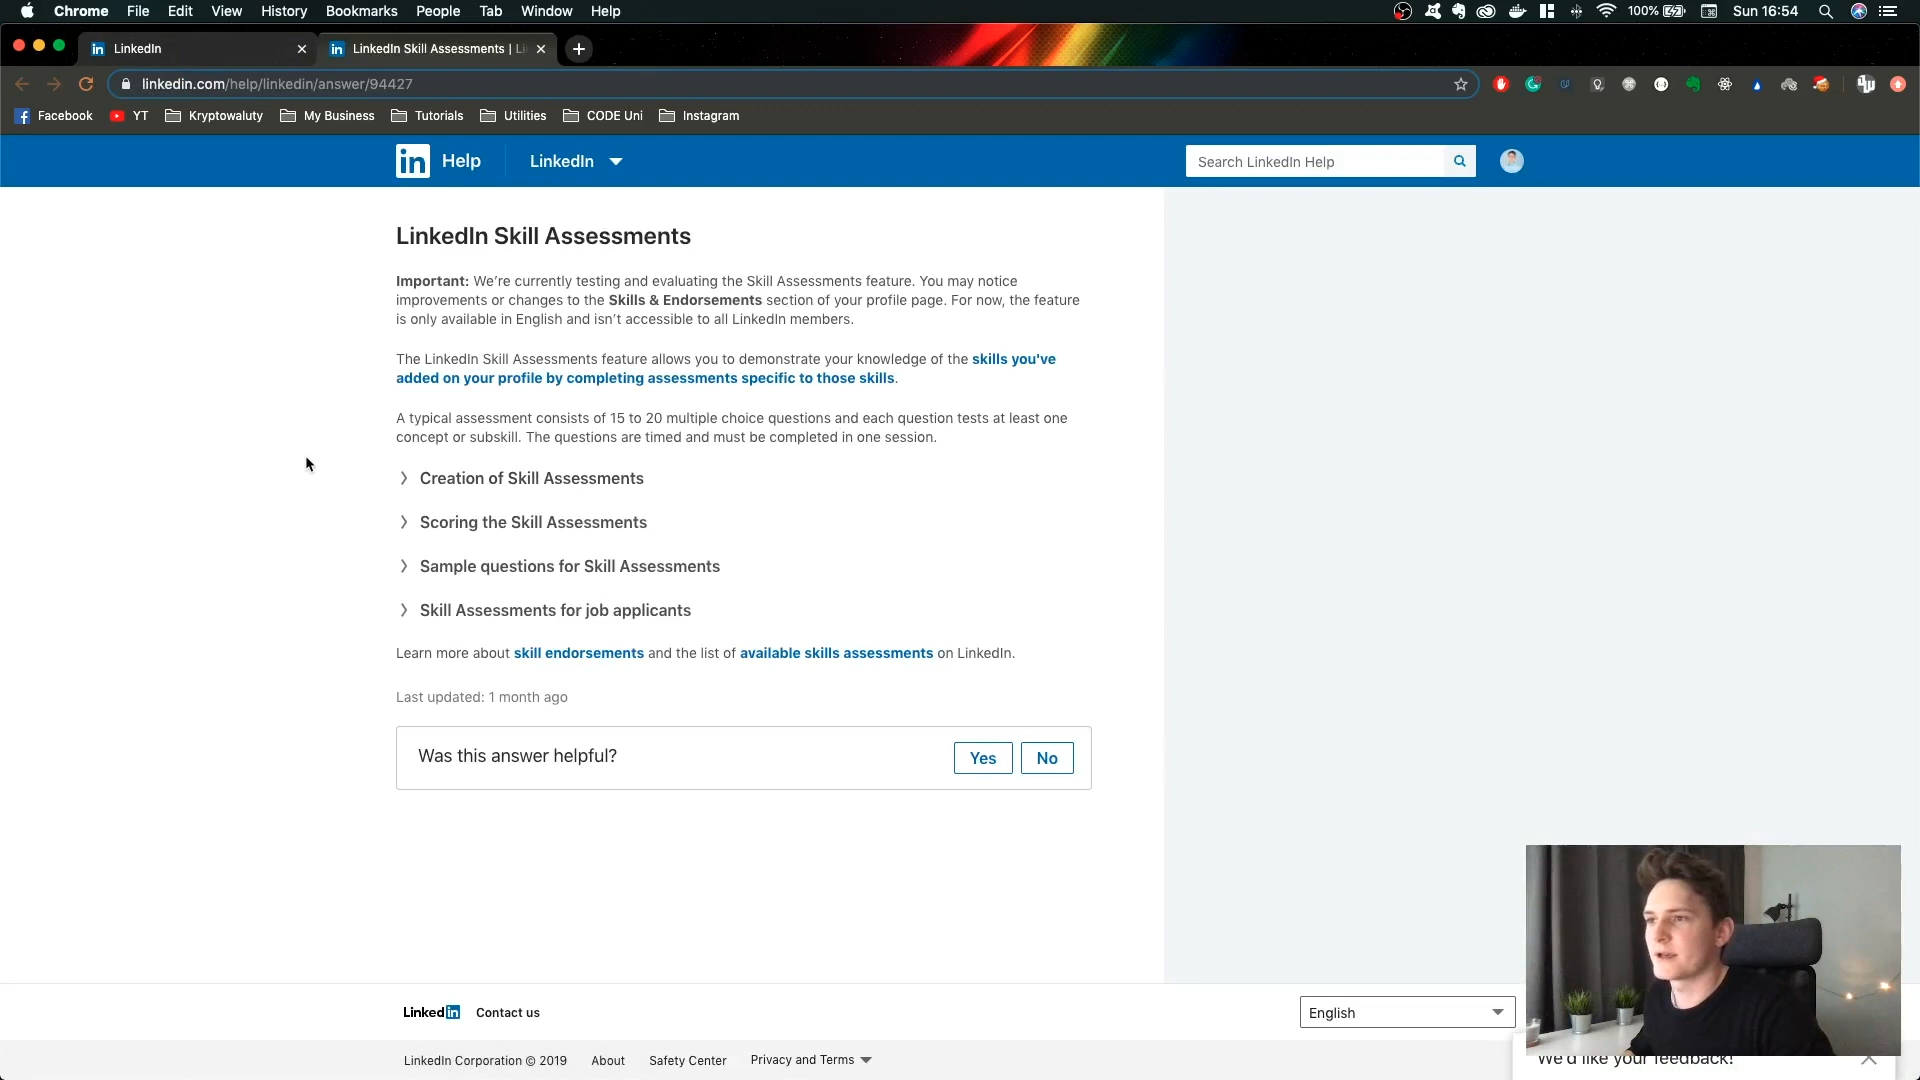 Chrome File Edit View History Bookmarks People Tab Window Help 100% Sun 16:54
LinkedIn LinkedIn Skill Assessments | Li
linkedin.com/help/linkedin/answer/94427
Facebook YT Kryptowaluty My Business Tutorials Utilities CODE Uni Instagram
in Help LinkedIn Search LinkedIn Help
LinkedIn Skill Assessments
Important: We're currently testing and evaluating the Skill Assessments feature. You may notice
improvements or changes to the Skills & Endorsements section of your profile page. For now, the feature
is only available in English and isn't accessible to all LinkedIn members.
The LinkedIn Skill Assessments feature allows you to demonstrate your knowledge of the skills you've
added on your profile by completing assessments specific to those skills.
A typical assessment consists of 15 to 20 multiple choice questions and each question tests at least one
concept or subskill. The questions are timed and must be completed in one session.
Creation of Skill Assessments
Scoring the Skill Assessments
Sample questions for Skill Assessments
Skill Assessments for job applicants
Learn more about skill endorsements and the list of available skills assessments on LinkedIn.
Last updated: 1 month ago
Was this answer helpful? Yes No
LinkedIn Contact us English
LinkedIn Corporation © 2019 About Safety Center Privacy and Terms
We'd like your feedback!